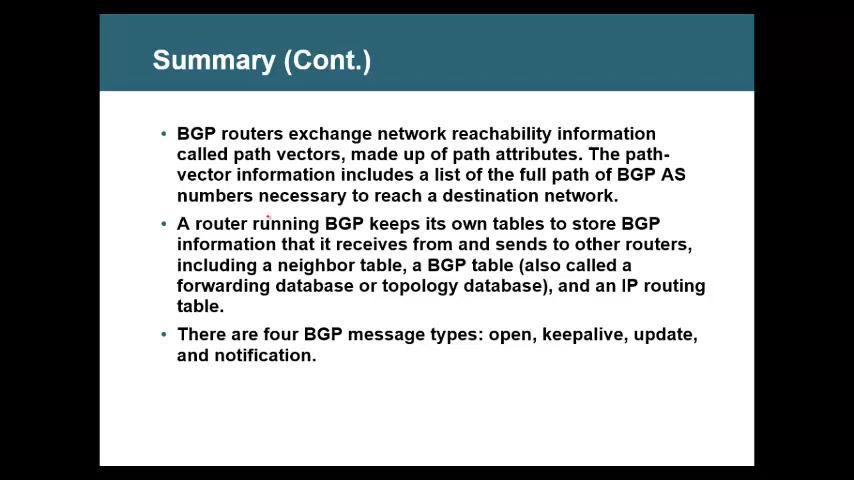 Summary (Cont.)
• BGP routers exchange network reachability information
called path vectors, made up of path attributes. The path-
vector information includes a list of the full path of BGP AS
numbers necessary to reach a destination network.
• A router running BGP keeps its own tables to store BGP
information that it receives from and sends to other routers,
including a neighbor table, a BGP table (also called a
forwarding database or topology database), and an IP routing
table.
• There are four BGP message types: open, keepalive, update,
and notification.